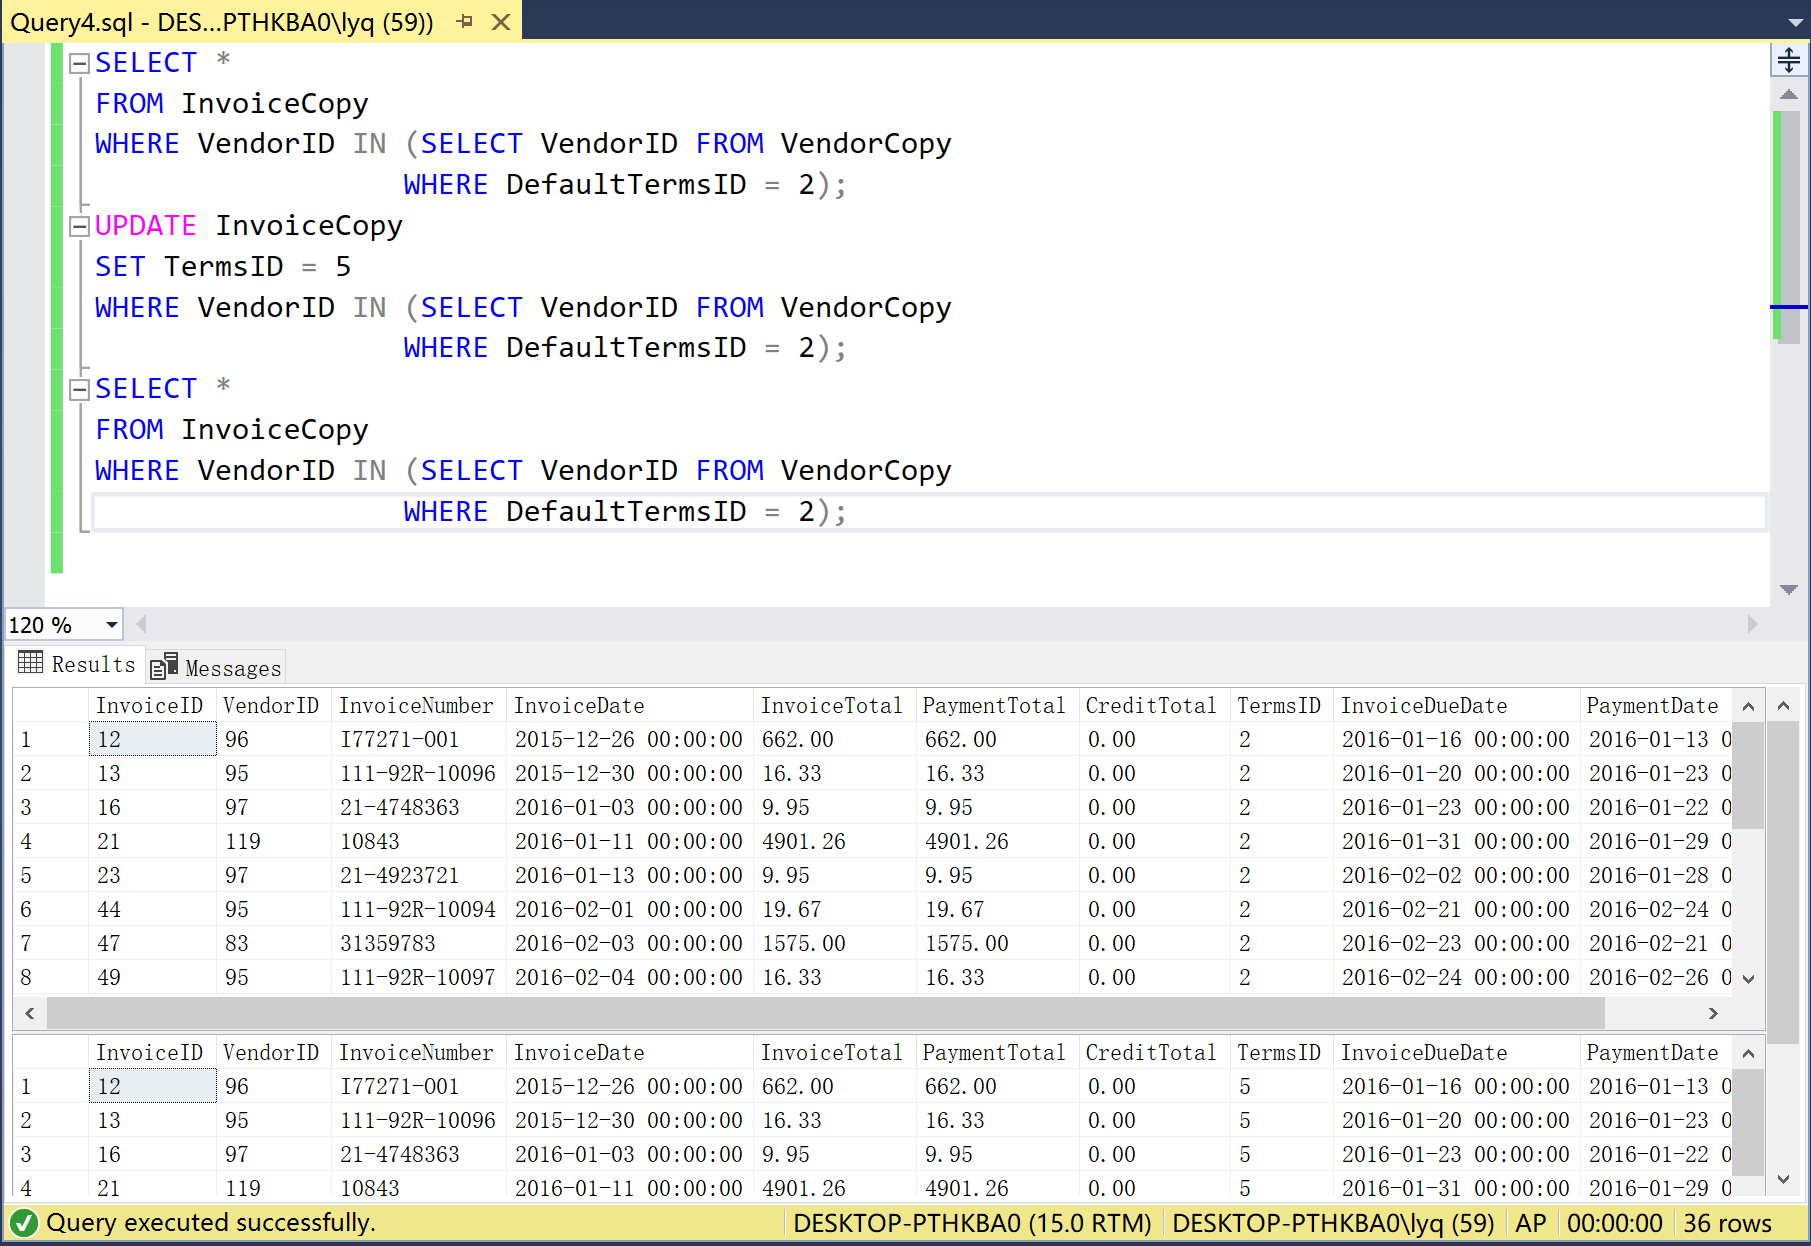 Query4.sql - DES...PTHKBA0\lyq (59))
SELECT *
FROM InvoiceCopy
WHERE VendorID IN (SELECT VendorID FROM VendorCopy
WHERE DefaultTermsID = 2);
UPDATE InvoiceCopy
SET TermsID = 5
WHERE VendorID IN (SELECT VendorID FROM VendorCopy
WHERE DefaultTermsID = 2);
SELECT *
FROM InvoiceCopy
WHERE VendorID IN (SELECT VendorID FROM VendorCopy
WHERE DefaultTermsID = 2);
120 %
Results Messages
InvoiceID VendorID InvoiceNumber InvoiceDate InvoiceTotal PaymentTotal CreditTotal TermsID InvoiceDueDate PaymentDate
1 12 96 I77271-O01 2015-12-26 00:00:00 662.00 662.00 0.00 2 2016-01-16 00:00:00 2016-01-13 0
2 13 95 111-92R-10096 2015-12-30 00:00:00 16.33 16.33 0.00 2 2016-01-20 00:00:00 2016-01-23 0
3 16 97 21-4748363 2016-01-03 00:00:00 9.95 9.95 0.00 2 2016-01-23 00:00:00 2016-01-22 0
4 21 119 10843 2016-01-11 00:00:00 4901.26 4901.26 0.00 2 2016-01-31 00:00:00 2016-01-29 0
5 23 97 21-4923721 2016-01-13 00:00:00 9.95 9.95 0.00 2 2016-02-02 00:00:00 2016-01-28 0
6 44 95 111-92R-10094 2016-02-01 00:00:00 19.67 19.67 0.00 2 2016-02-21 00:00:00 2016-02-24 0
7 47 83 31359783 2016-02-03 00:00:00 1575.00 1575.00 0.00 2 2016-02-23 00:00:00 2016-02-21 0
8 49 95 111-92R-10097 2016-02-04 00:00:00 16.33 16.33 0.00 2 2016-02-24 00:00:00 2016-02-26 0
InvoiceID VendorID InvoiceNumber InvoiceDate InvoiceTotal PaymentTotal CreditTotal TermsID InvoiceDueDate PaymentDate
1 12 96 I77271-O01 2015-12-26 00:00:00 662.00 662.00 0.00 5 2016-01-16 00:00:00 2016-01-13 0
2 13 95 111-92R-10096 2015-12-30 00:00:00 16.33 16.33 0.00 5 2016-01-20 00:00:00 2016-01-23 0
3 16 97 21-4748363 2016-01-03 00:00:00 9.95 9.95 0.00 5 2016-01-23 00:00:00 2016-01-22 0
4 21 119 10843 2016-01-11 00:00:00 4901.26 4901.26 0.00 5 2016-01-31 00:00:00 2016-01-29 0
Query executed successfully. DESKTOP-PTHKBA0 (15.0 RTM) DESKTOP-PTHKBA0\lyq (59) AP 00:00:00 36 rows